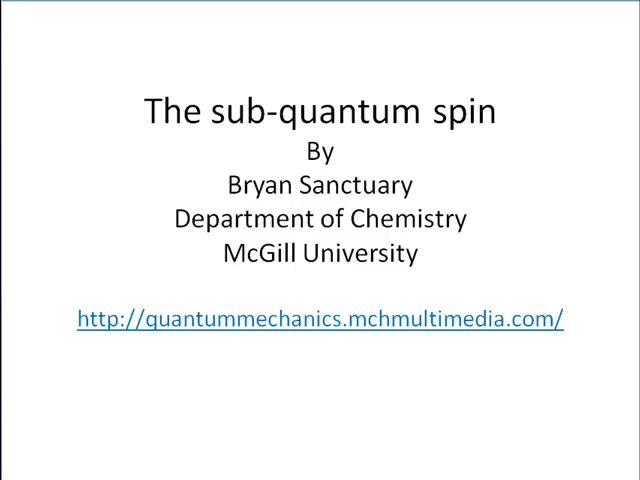 The sub-quantum spin
By
Bryan Sanctuary
Department of Chemistry
McGill University
http://quantummechanics.mchmultimedia.com/